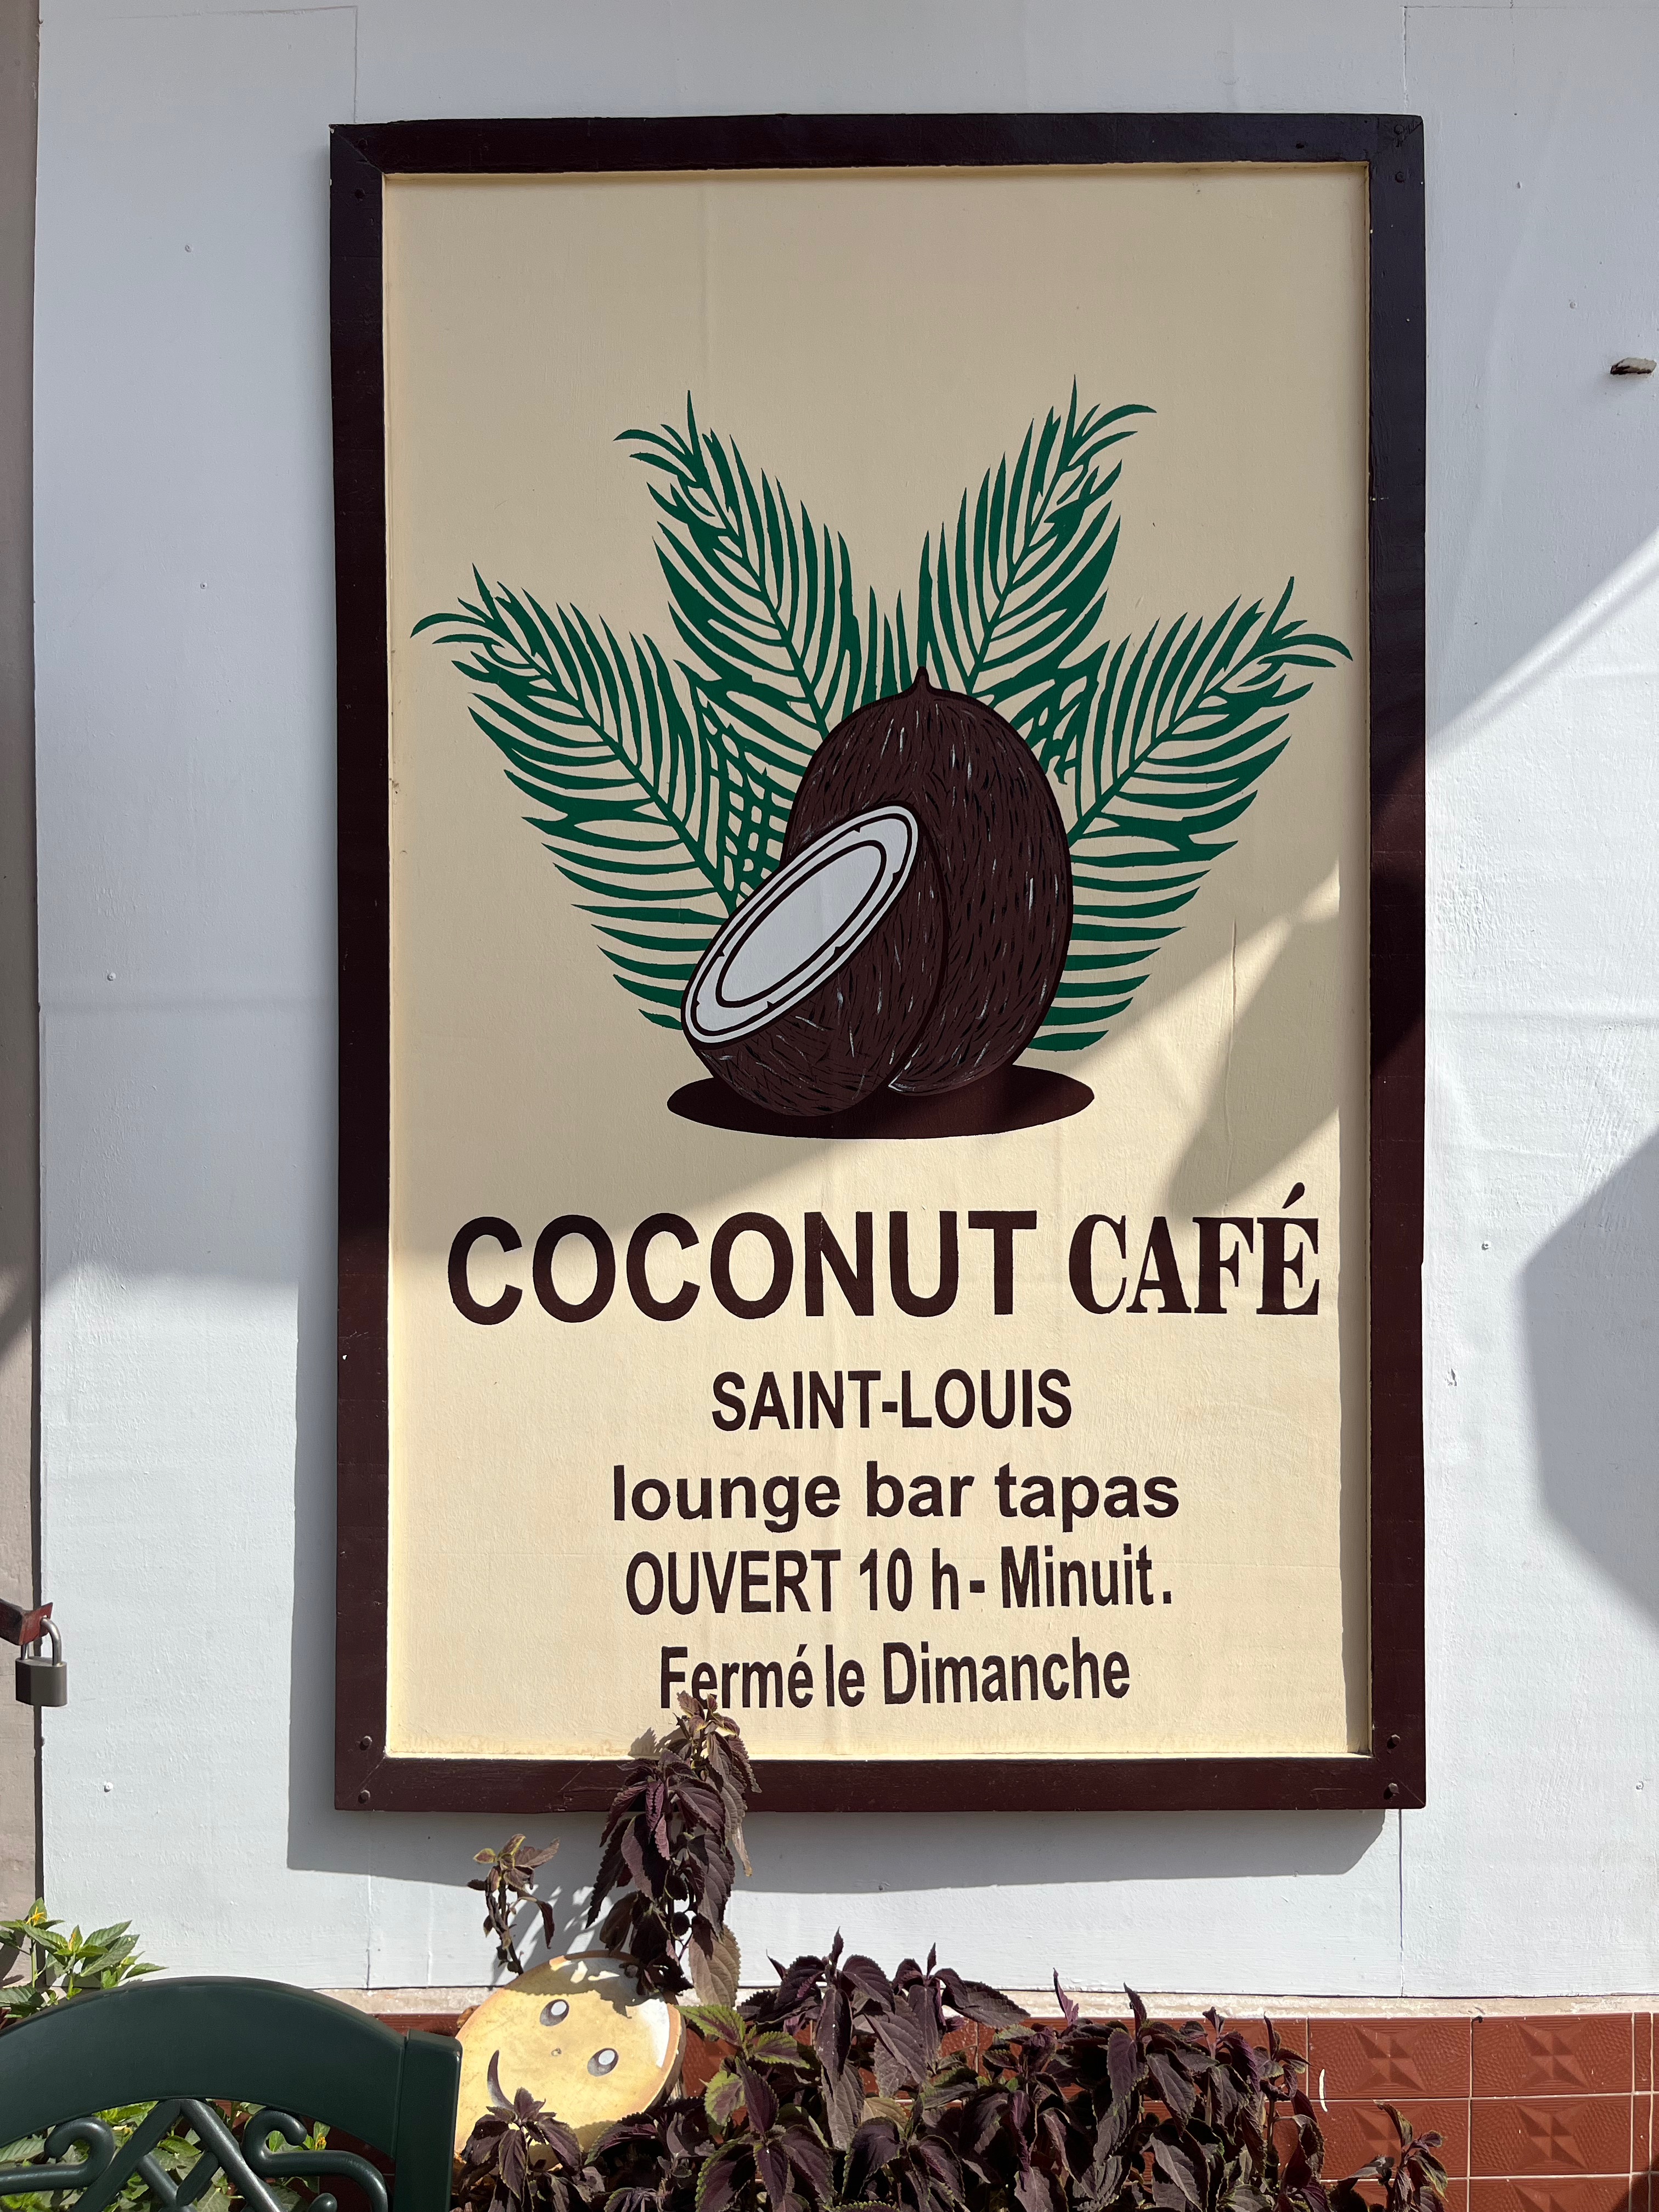 COCONUT CAFÉ
SAINT-LOUIS
lounge bar tapas
OUVERT 10 h - Minuit.
Fermé le Dimanche